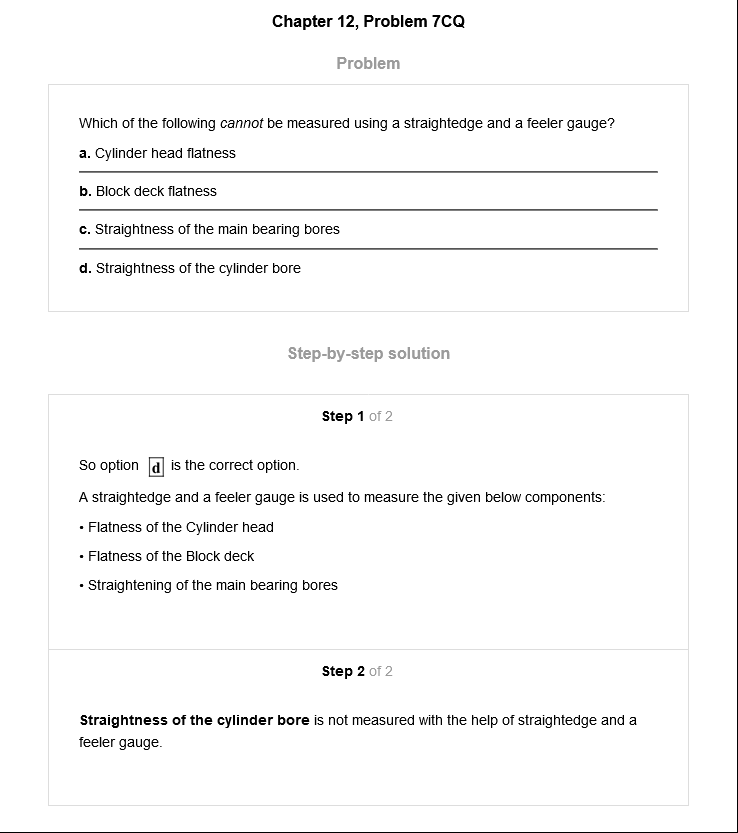 Chapter 12, Problem 7CQ
Problem
Which of the following cannot be measured using a straightedge and a feeler gauge?
a. Cylinder head flatness
b. Block deck flatness
c. Straightness of the main bearing bores
d. Straightness of the cylinder bore
Step-by-step solution
Step 1 of 2
So option d is the correct option.
A straightedge and a feeler gauge is used to measure the given below components:
• Flatness of the Cylinder head
• Flatness of the Block deck
• Straightening of the main bearing bores
Step 2 of 2
Straightness of the cylinder bore is not measured with the help of straightedge and a
feeler gauge.